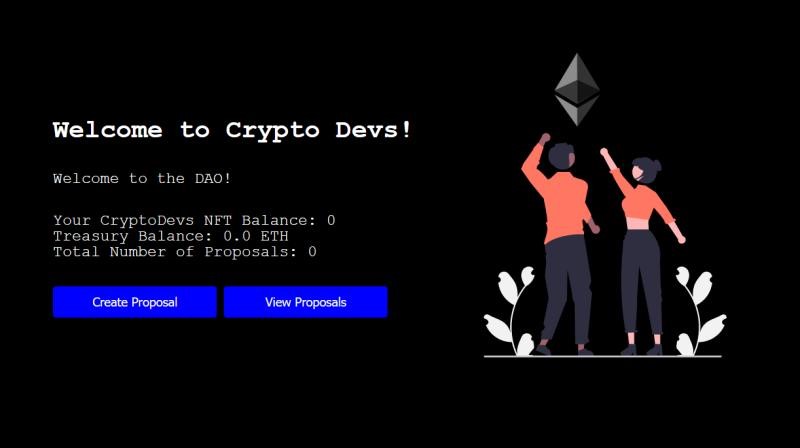 Welcome to Crypto Devs!
Welcome to the DAO!
Your CryptoDevs NFT Balance: 0
Treasury Balance: 0.0 ETH
Total Number of Proposals: 0
Create Proposal
View Proposals